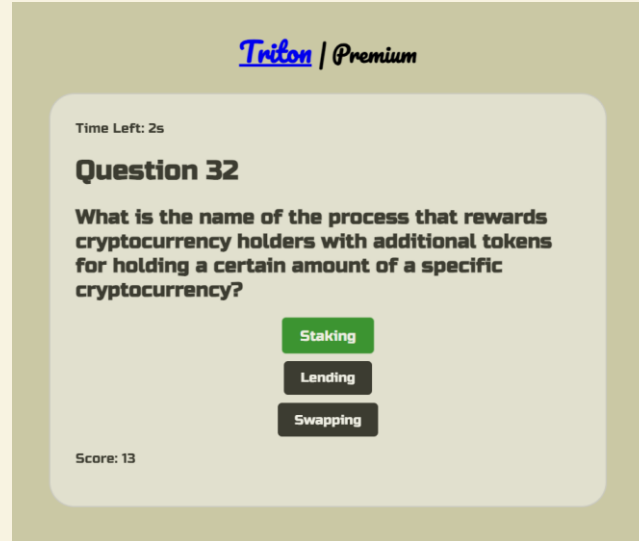 Triton | Premium
Time Left: 2s
Question 32
What is the name of the process that rewards
cryptocurrency holders with additional tokens
for holding a certain amount of a specific
cryptocurrency?
Staking
Lending
Swapping
Score: 13